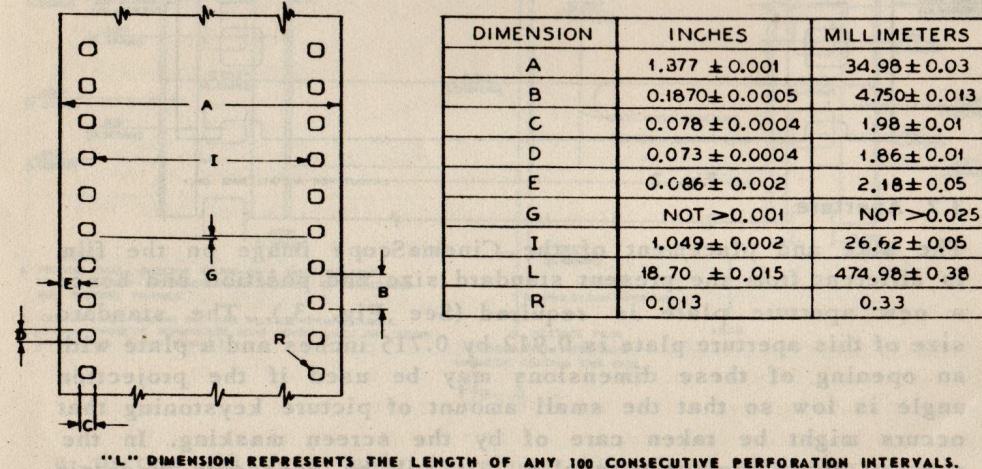 DIMENSION INCHES MILLIMETERS
A 1.377 ± 0.001 34.98 ± 0.03
B 0.1870 ± 0.0005 4.750 ± 0.013
C 0.078 ± 0.0004 1.98 ± 0.01
D 0.073 ± 0.0004 1.86 ± 0.01
E 0.086 ± 0.002 2.18 ± 0.05
G NOT >0.001 NOT >0.025
I 1.049 ± 0.002 26.62 ± 0.05
L 18.70 ± 0.015 474.98 ± 0.38
R 0.013 0.33
A
I
G
E
B
D
R
C
"L" DIMENSION REPRESENTS THE LENGTH OF ANY 100 CONSECUTIVE PERFORATION INTERVALS.